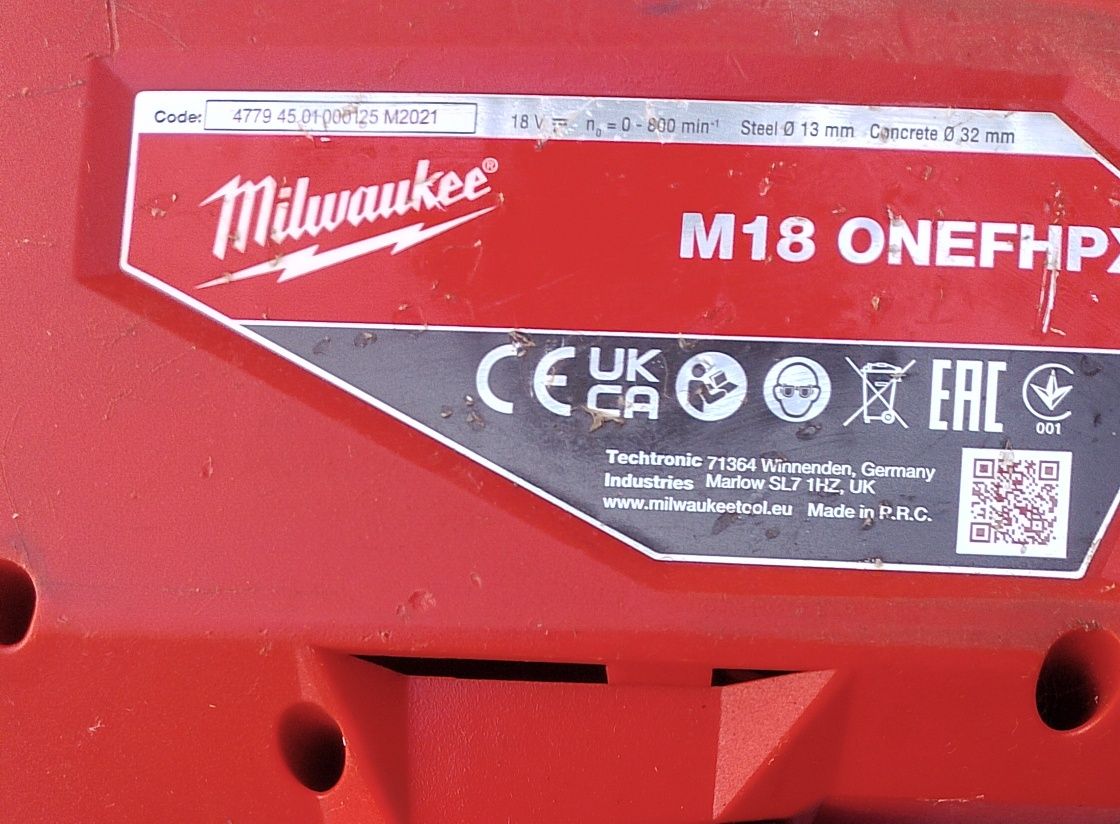 Code: 4779 45 01 000125 M2021 18 V n₀ = 0 - 800 min⁻¹ Steel Ø 13 mm Concrete Ø 32 mm
Milwaukee®
M18 ONEFHPX
CE UK CA EAC
001
Techtronic 71364 Winnenden, Germany
Industries Marlow SL7 1HZ, UK
www.milwaukeetool.eu Made in P.R.C.